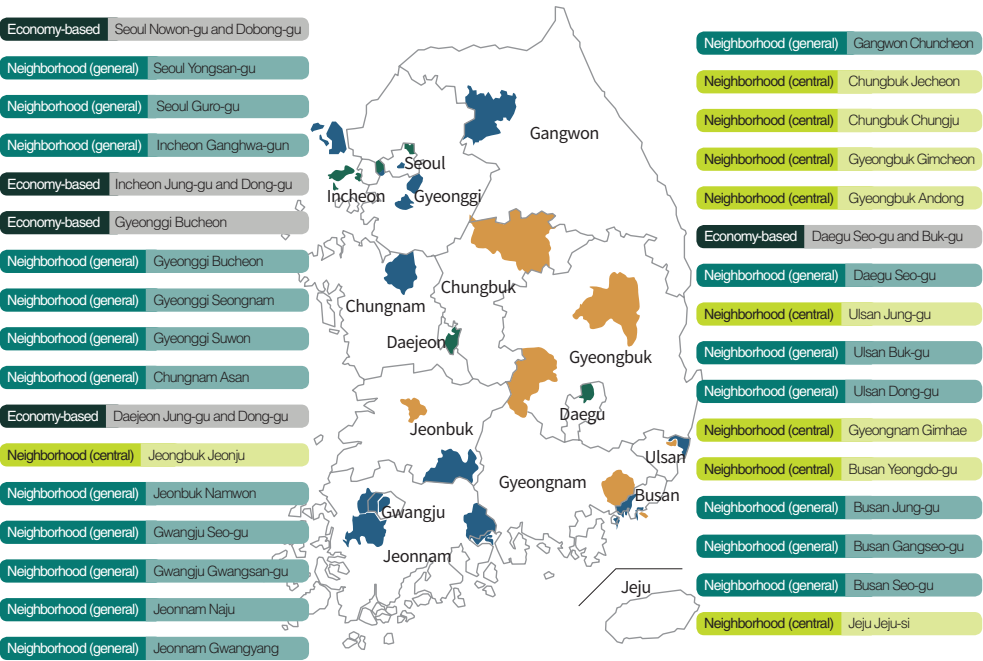 Economy-based Seoul Nowon-gu and Dobong-gu
Neighborhood (general) Seoul Yongsan-gu
Neighborhood (general) Seoul Guro-gu
Neighborhood (general) Incheon Ganghwa-gun
Economy-based Incheon Jung-gu and Dong-gu
Economy-based Gyeonggi Bucheon
Neighborhood (general) Gyeonggi Bucheon
Neighborhood (general) Gyeonggi Seongnam
Neighborhood (general) Gyeonggi Suwon
Neighborhood (general) Chungnam Asan
Economy-based Daejeon Jung-gu and Dong-gu
Neighborhood (central) Jeongbuk Jeonju
Neighborhood (general) Jeonbuk Namwon
Neighborhood (general) Gwangju Seo-gu
Neighborhood (general) Gwangju Gwangsan-gu
Neighborhood (general) Jeonnam Naju
Neighborhood (general) Jeonnam Gwangyang
Gangwon
Seoul
Incheon
Gyeonggi
Chungbuk
Chungnam
Daejeon
Gyeongbuk
Daegu
Jeonbuk
Ulsan
Gyeongnam
Busan
Gwangju
Jeonnam
Jeju
Neighborhood (general) Gangwon Chuncheon
Neighborhood (central) Chungbuk Jecheon
Neighborhood (central) Chungbuk Chungju
Neighborhood (central) Gyeongbuk Gimcheon
Neighborhood (central) Gyeongbuk Andong
Economy-based Daegu Seo-gu and Buk-gu
Neighborhood (general) Daegu Seo-gu
Neighborhood (central) Ulsan Jung-gu
Neighborhood (general) Ulsan Buk-gu
Neighborhood (general) Ulsan Dong-gu
Neighborhood (central) Gyeongnam Gimhae
Neighborhood (central) Busan Yeongdo-gu
Neighborhood (general) Busan Jung-gu
Neighborhood (general) Busan Gangseo-gu
Neighborhood (general) Busan Seo-gu
Neighborhood (central) Jeju Jeju-si